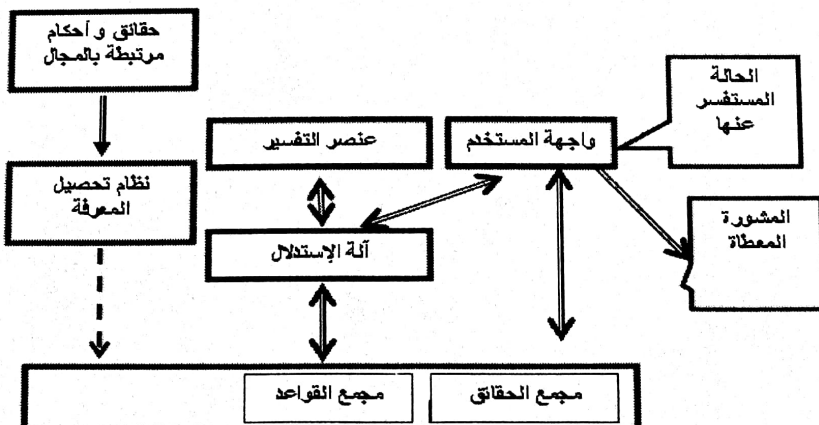 حقائق و أحكام
مرتبطة بالمجال
الحالة
المستفسر
عنها
واجهة المستخدم
عنصر التفسير
نظام تحصيل
المعرفة
المشورة
المعطاة
آلة الإستدلال
مجمع الحقائق
مجمع القواعد